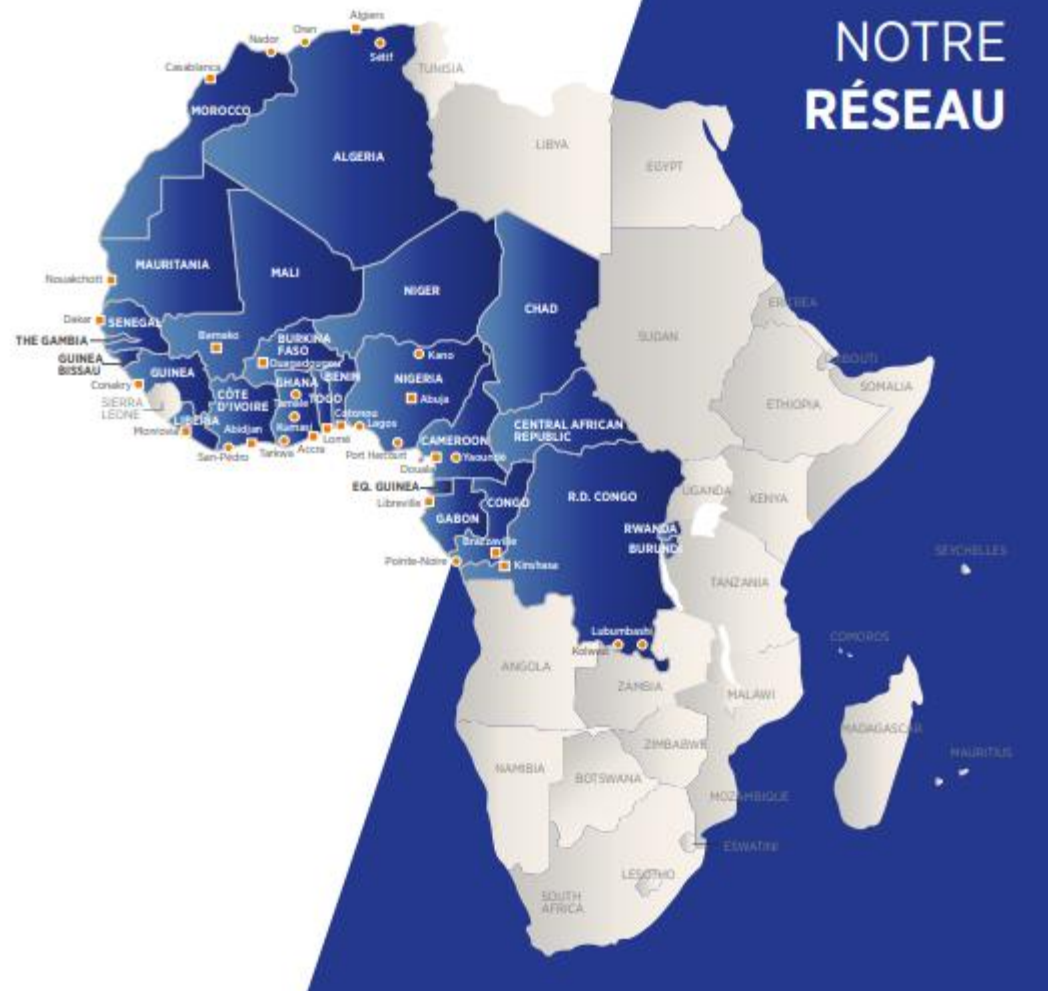 NOTRE
RÉSEAU
Algiers
Oran
Nador
Sétif
Casablanca
TUNISIA
MOROCCO
ALGERIA
LIBYA
EGYPT
MAURITANIA
MALI
NIGER
CHAD
Nouakchott
SUDAN
ERITREA
Dakar
SENEGAL
THE GAMBIA
Bamako
BURKINA
FASO
Kano
DJIBOUTI
GUINEA
BISSAU
Ouagadougou
GUINEA
BENIN
NIGERIA
SOMALIA
Conakry
GHANA
Tamale
TOGO
Abuja
ETHIOPIA
SIERRA
LEONE
CÔTE
D'IVOIRE
Cotonou
Lagos
LIBERIA
Abidjan
Kumasi
CENTRAL AFRICAN
REPUBLIC
Monrovia
Lomé
CAMEROON
San-Pédro
Tarkwa
Accra
Port Harcourt
Yaoundé
Douala
EQ. GUINEA
R.D. CONGO
UGANDA
KENYA
Libreville
CONGO
GABON
RWANDA
Brazzaville
BURUNDI
SEYCHELLES
Pointe-Noire
Kinshasa
TANZANIA
Lubumbashi
COMOROS
Kolwezi
ANGOLA
ZAMBIA
MALAWI
MADAGASCAR
ZIMBABWE
MAURITIUS
NAMIBIA
BOTSWANA
MOZAMBIQUE
ESWATINI
LESOTHO
SOUTH
AFRICA